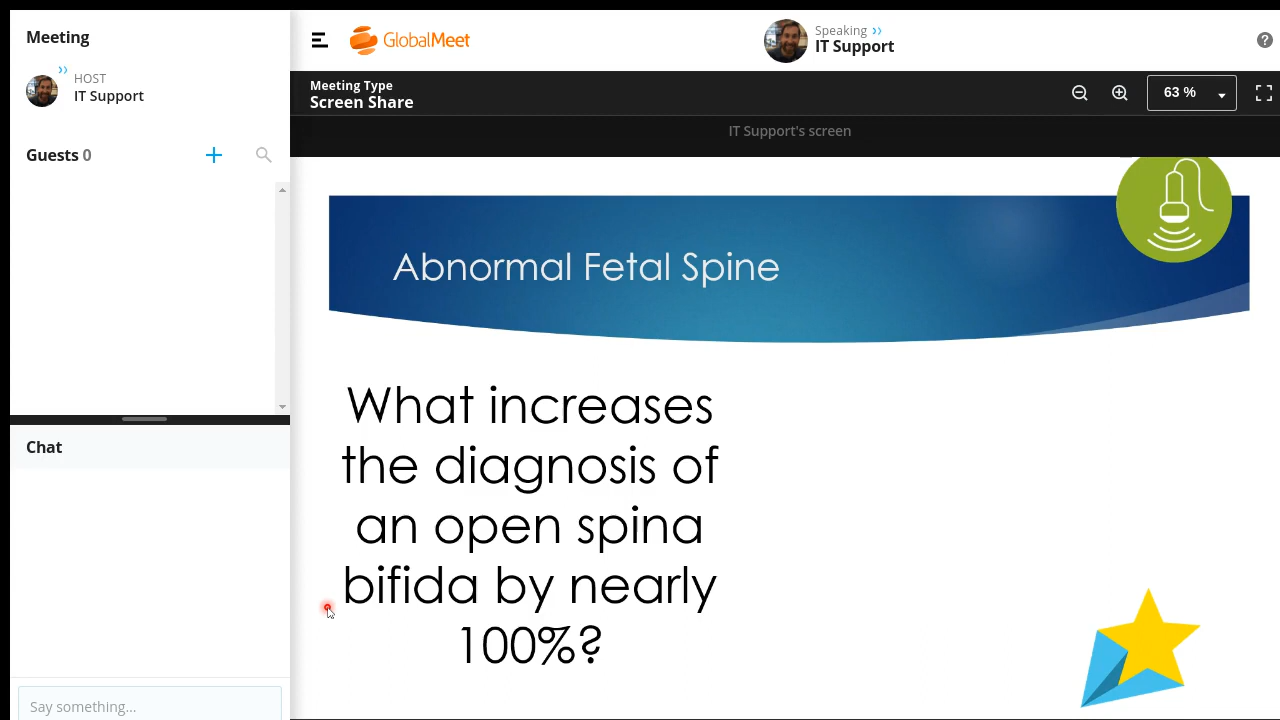 Meeting
HOST
IT Support
Guests 0
Chat
Say something...
GlobalMeet
Speaking
IT Support
Meeting Type
Screen Share
63 %
IT Support's screen
Abnormal Fetal Spine
What increases
the diagnosis of
an open spina
bifida by nearly
100%?